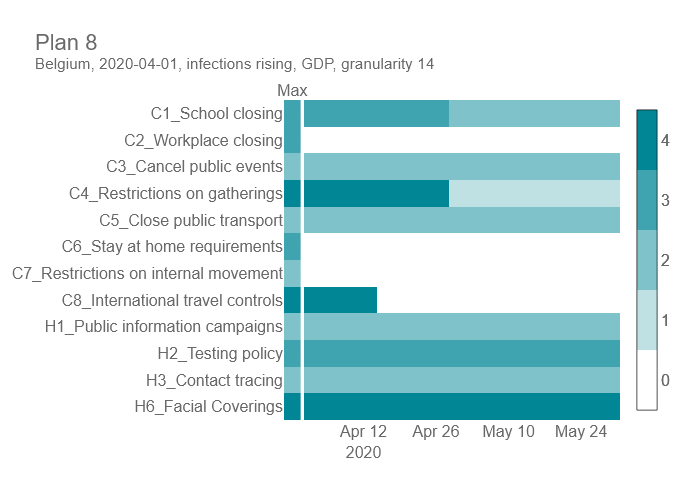 Plan 8
Belgium, 2020-04-01, infections rising, GDP, granularity 14
Max
C1_School closing
C2_Workplace closing
C3_Cancel public events
C4_Restrictions on gatherings
C5_Close public transport
C6_Stay at home requirements
C7_Restrictions on internal movement
C8_International travel controls
H1_Public information campaigns
H2_Testing policy
H3_Contact tracing
H6_Facial Coverings
Apr 12 Apr 26 May 10 May 24
2020
4
3
2
1
0